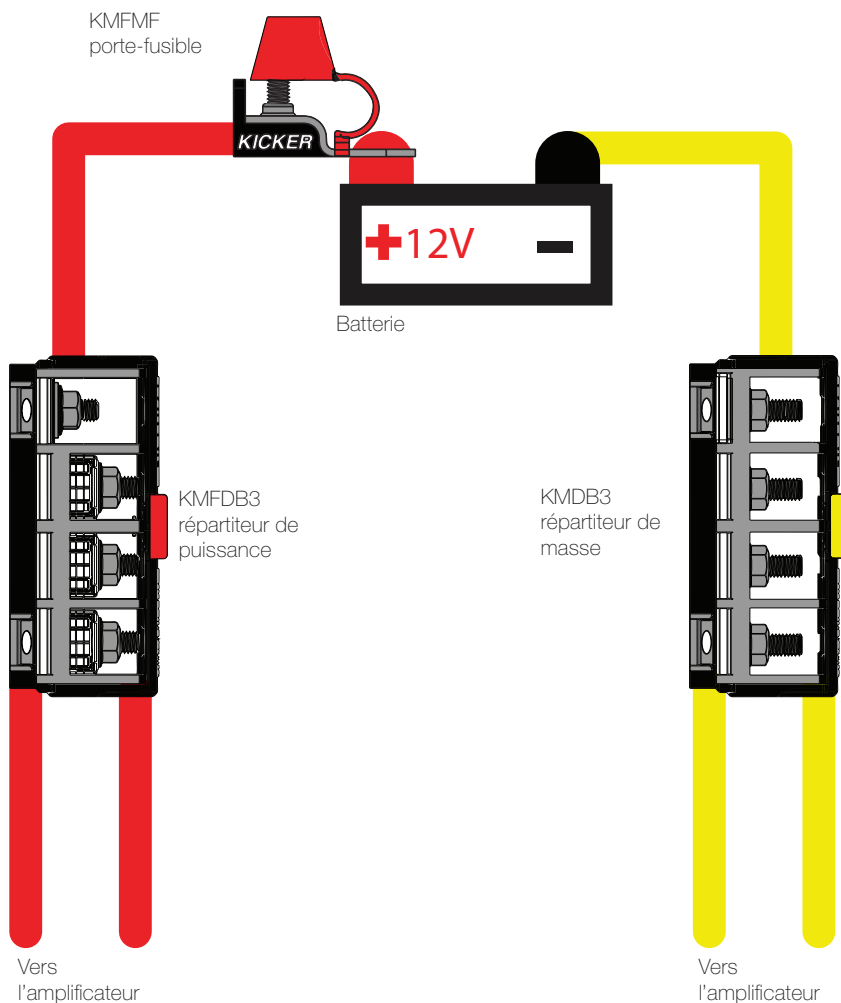 KMFMF
porte-fusible
KICKER
+12V −
Batterie
KMFDB3
répartiteur de
puissance
KMDB3
répartiteur de
masse
Vers
l'amplificateur
Vers
l'amplificateur